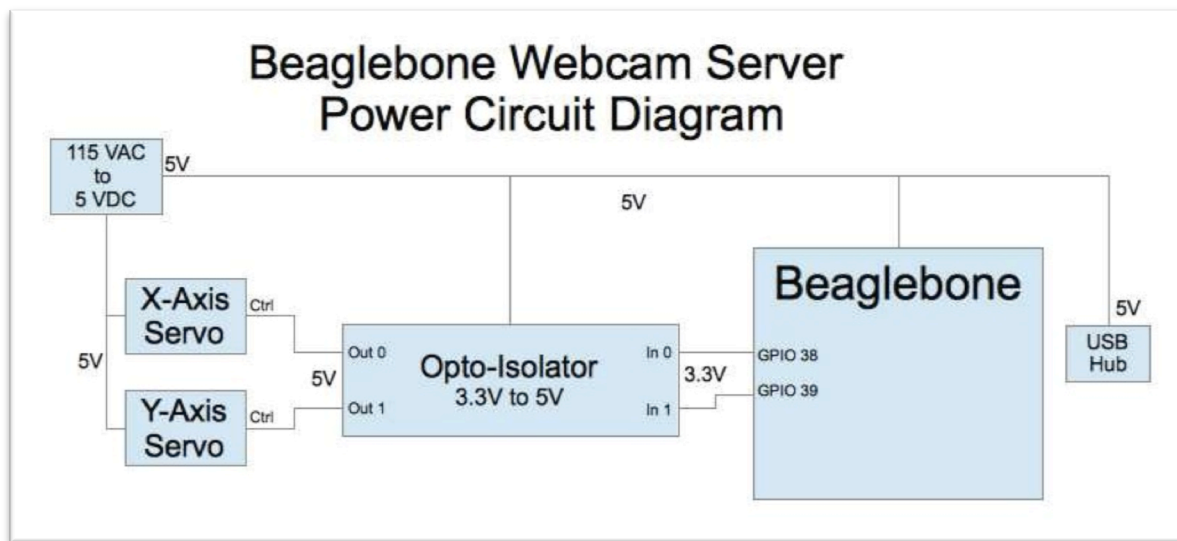 Beaglebone Webcam Server
Power Circuit Diagram
115 VAC
to
5 VDC
5V
5V
X-Axis
Servo
Ctrl
5V
Y-Axis
Servo
Ctrl
5V
Out 0
Out 1
Opto-Isolator
3.3V to 5V
In 0
In 1
3.3V
Beaglebone
GPIO 38
GPIO 39
5V
USB
Hub